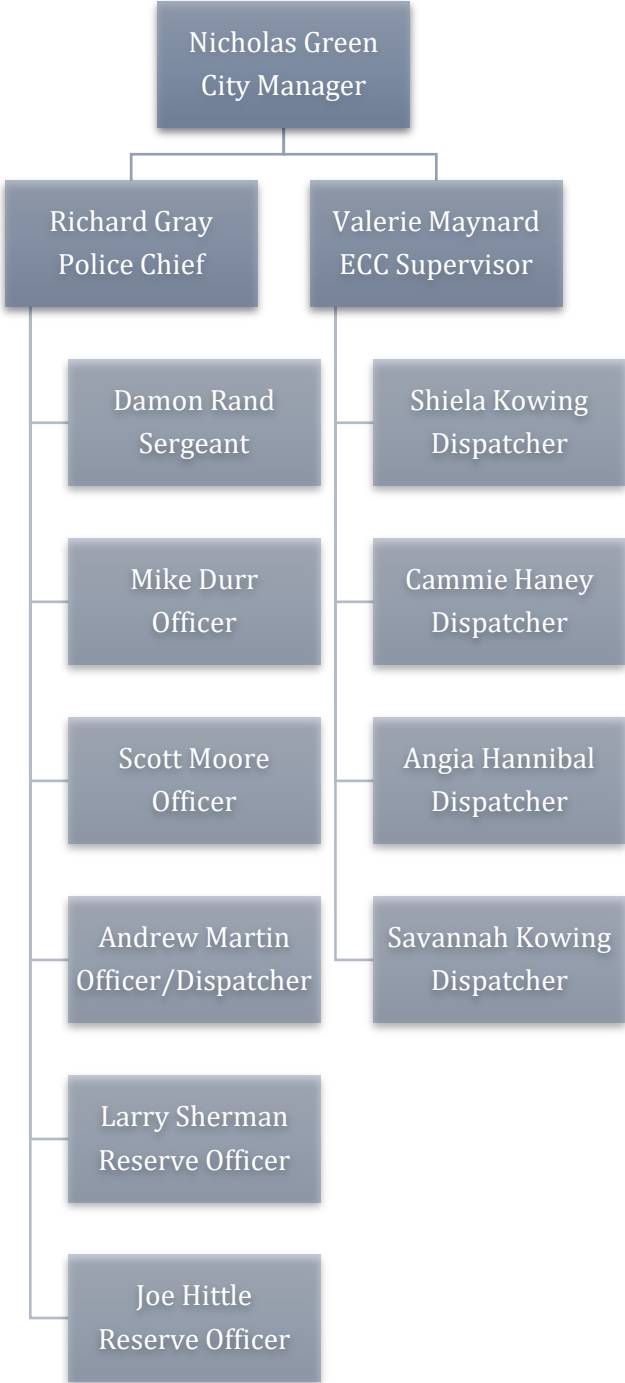 Nicholas Green
City Manager
Richard Gray
Police Chief
Valerie Maynard
ECC Supervisor
Damon Rand
Sergeant
Mike Durr
Officer
Scott Moore
Officer
Andrew Martin
Officer/Dispatcher
Larry Sherman
Reserve Officer
Joe Hittle
Reserve Officer
Shiela Kowing
Dispatcher
Cammie Haney
Dispatcher
Angia Hannibal
Dispatcher
Savannah Kowing
Dispatcher